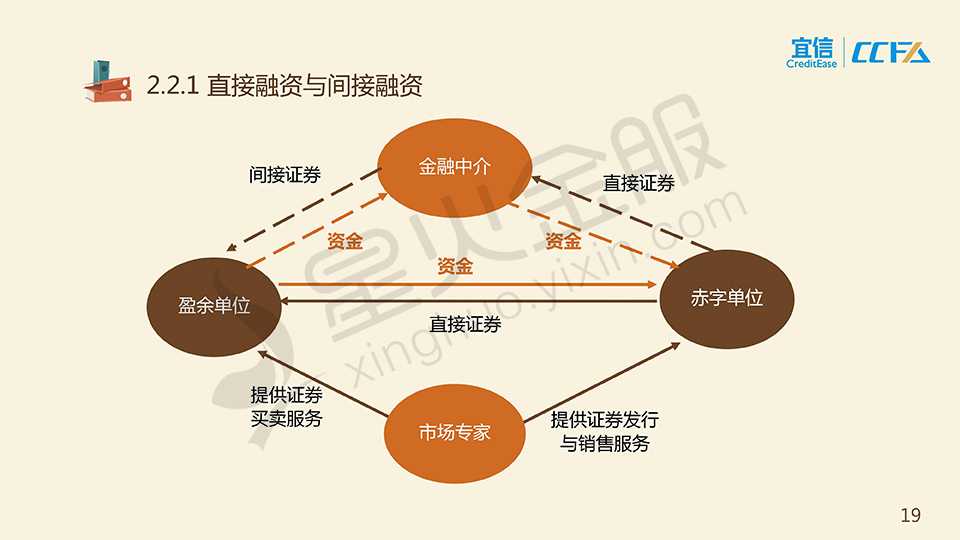 宜信
CreditEase
CCFA
2.2.1 直接融资与间接融资
金融中介
间接证券
直接证券
资金
资金
资金
盈余单位
赤字单位
直接证券
提供证券
买卖服务
市场专家
提供证券发行
与销售服务
星火金服
xinghuo.yixin.com
19